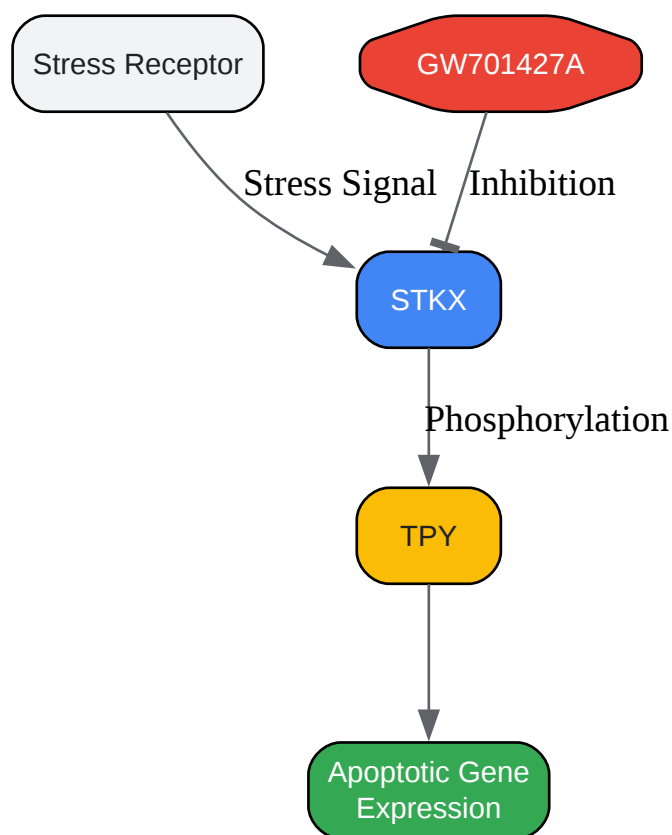 Stress Receptor
GW701427A
Stress Signal
Inhibition
STKX
Phosphorylation
TPY
Apoptotic Gene
Expression